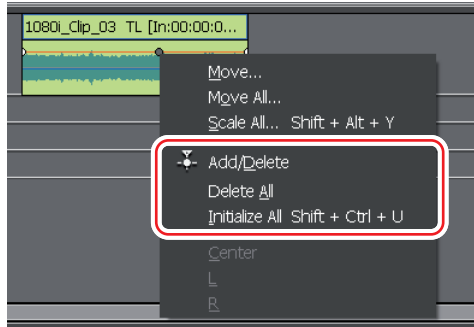 1080i_Clip_03 TL [In:00:00:0...
Move...
Move All...
Scale All... Shift + Alt + Y
Add/Delete
Delete All
Initialize All Shift + Ctrl + U
Center
L
R